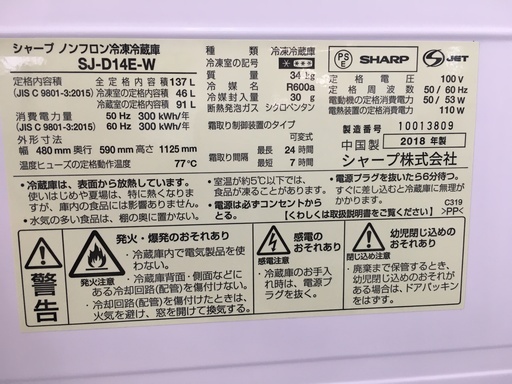 シャープ ノンフロン冷凍冷蔵庫
SJ-D14E-W
定格内容積 全定格内容積 137 L
(JIS C 9801-3:2015) 冷凍室の定格内容積 46 L
冷蔵室の定格内容積 91 L
消費電力量 50 Hz 300 kWh/年
(JIS C 9801-3:2015) 60 Hz 300 kWh/年
外形寸法
幅 480 mm 奥行 590 mm 高さ 1125 mm
温度ヒューズの定格動作温度 77℃
種類 冷凍冷蔵庫
冷凍室の記号
質量 34 kg
冷媒名 R600a
冷媒封入量 30 g
断熱発泡ガス シクロペンタン
霜取り制御装置のタイプ
可変式
最長 24 時間
霜取り間隔
最短 7 時間
PS
E
SHARP
JET
定格電圧 100 V
定格周波数 50 / 60 Hz
電動機の定格消費電力 50 / 53 W
電熱装置の定格消費電力 110 W
製造番号 10013809
中国製 2018 年製
シャープ株式会社
・冷蔵庫は、表面から放熱しています。
使いはじめや夏場は、特に熱く
なりますが、異常ではありません。
・水気の多い食品は、棚の奥に置かない。
・室温が約5℃以下では、
食品が凍ることがあります。
・電源は必ずコンセントから
とる。
・電源プラグを抜いたら6分待つ。
すぐに差し込むと冷蔵庫に無理が
かかります。
【くわしくは取扱説明書をご覧ください】
C319
>PP<
警告
発火・爆発のおそれあり
・冷蔵庫内で電気製品を使
わない。
・冷蔵庫背面・側面などに
ある冷却回路(配管)を傷つけない。
・冷却回路(配管)を傷つけたときは、
火気を避け、窓を開けて換気する。
感電の
おそれあり
感電注意
・冷蔵庫のお手入
れ時は、電源プ
ラグを抜く。
幼児閉じ込めの
おそれあり
閉じ込め注意
・廃棄まで保管するとき、
幼児閉じ込めのおそれが
ある場合は、ドアパッキン
をはずす。